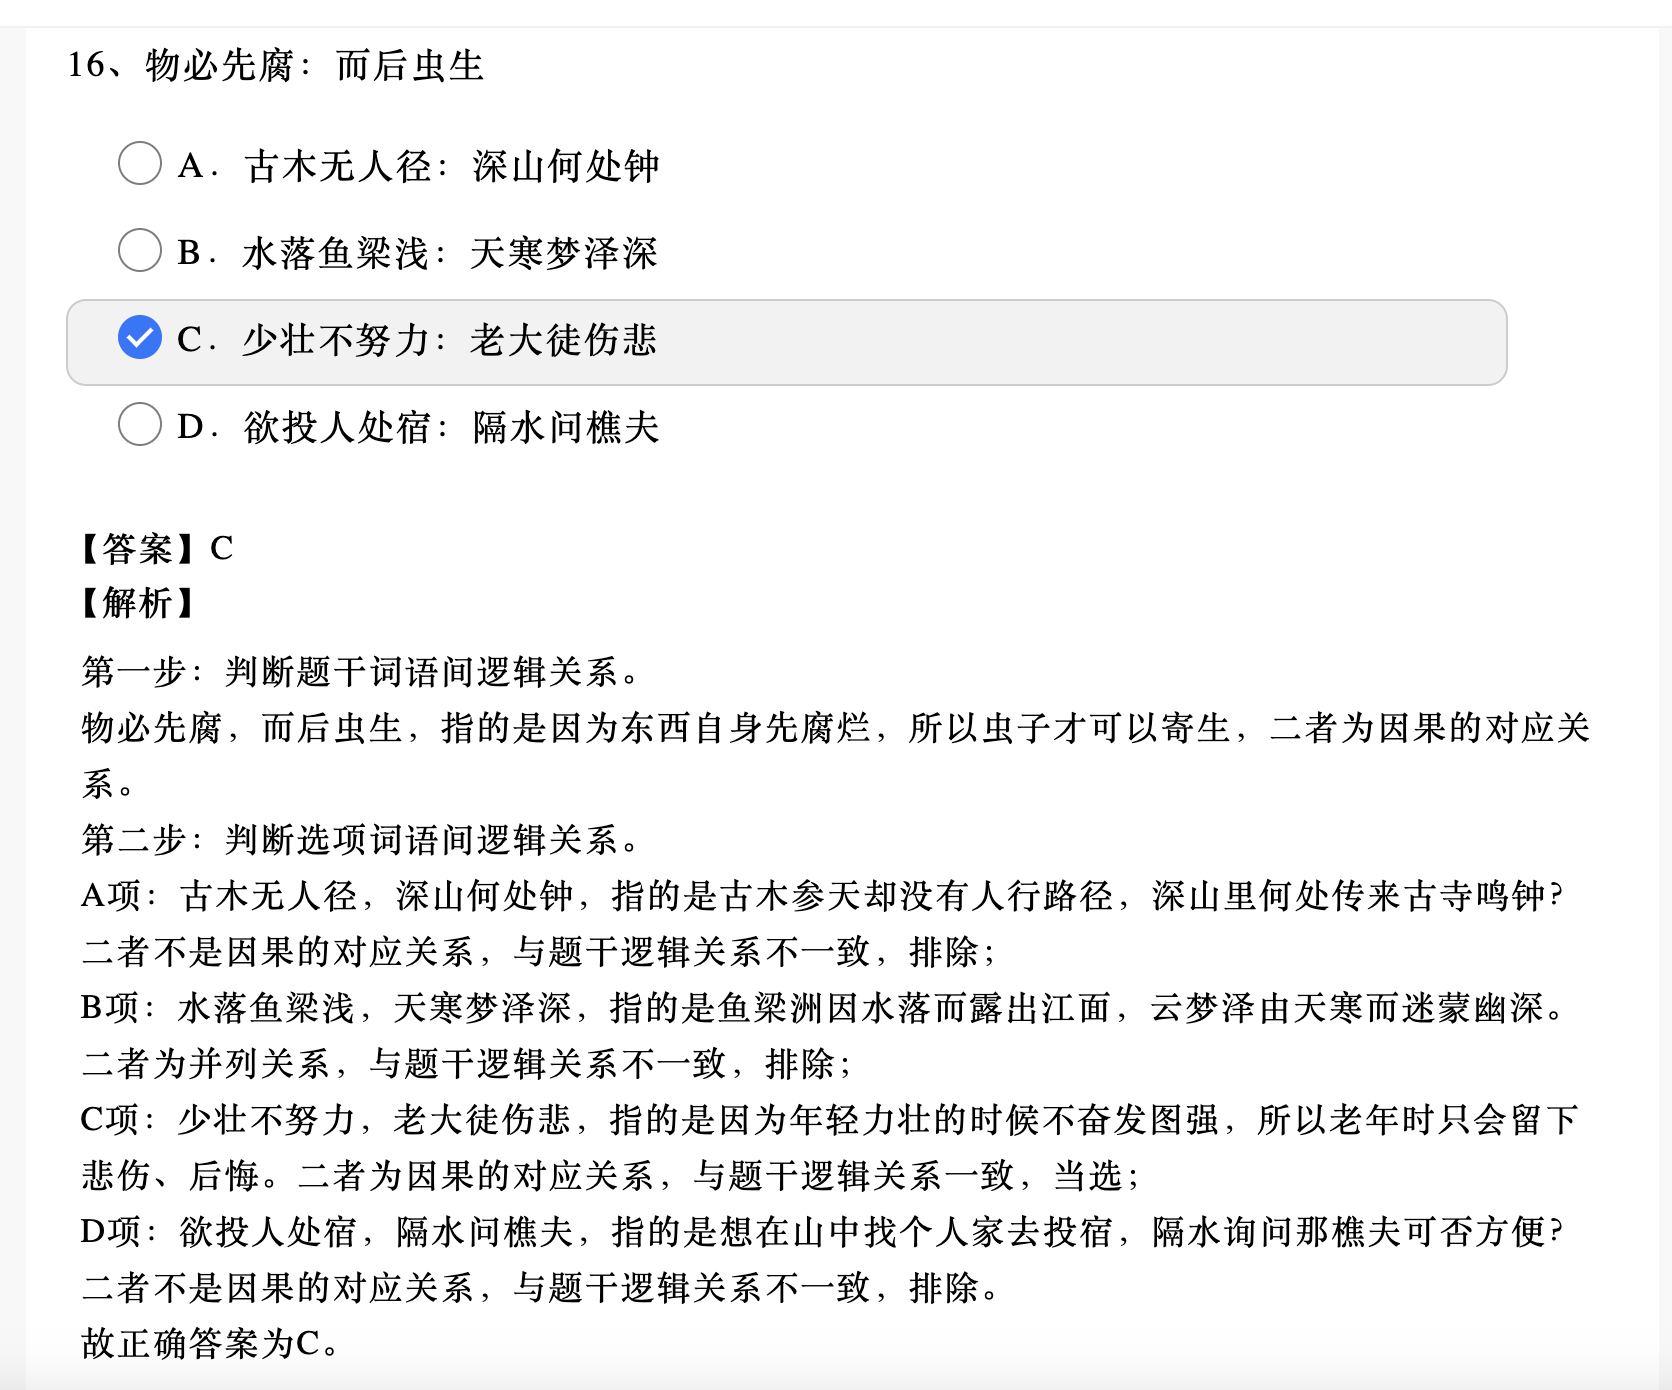 16、物必先腐：而后虫生
A．古木无人径：深山何处钟
B．水落鱼梁浅：天寒梦泽深
C．少壮不努力：老大徒伤悲
D．欲投人处宿：隔水问樵夫
【答案】C
【解析】
第一步：判断题干词语间逻辑关系。
物必先腐，而后虫生，指的是因为东西自身先腐烂，所以虫子才可以寄生，二者为因果的对应关
系。
第二步：判断选项词语间逻辑关系。
A项：古木无人径，深山何处钟，指的是古木参天却没有人行路径，深山里何处传来古寺鸣钟？
二者不是因果的对应关系，与题干逻辑关系不一致，排除；
B项：水落鱼梁浅，天寒梦泽深，指的是鱼梁洲因水落而露出江面，云梦泽由天寒而迷蒙幽深。
二者为并列关系，与题干逻辑关系不一致，排除；
C项：少壮不努力，老大徒伤悲，指的是因为年轻力壮的时候不奋发图强，所以老年时只会留下
悲伤、后悔。二者为因果的对应关系，与题干逻辑关系一致，当选；
D项：欲投人处宿，隔水问樵夫，指的是想在山中找个人家去投宿，隔水询问那樵夫可否方便？
二者不是因果的对应关系，与题干逻辑关系不一致，排除。
故正确答案为C。